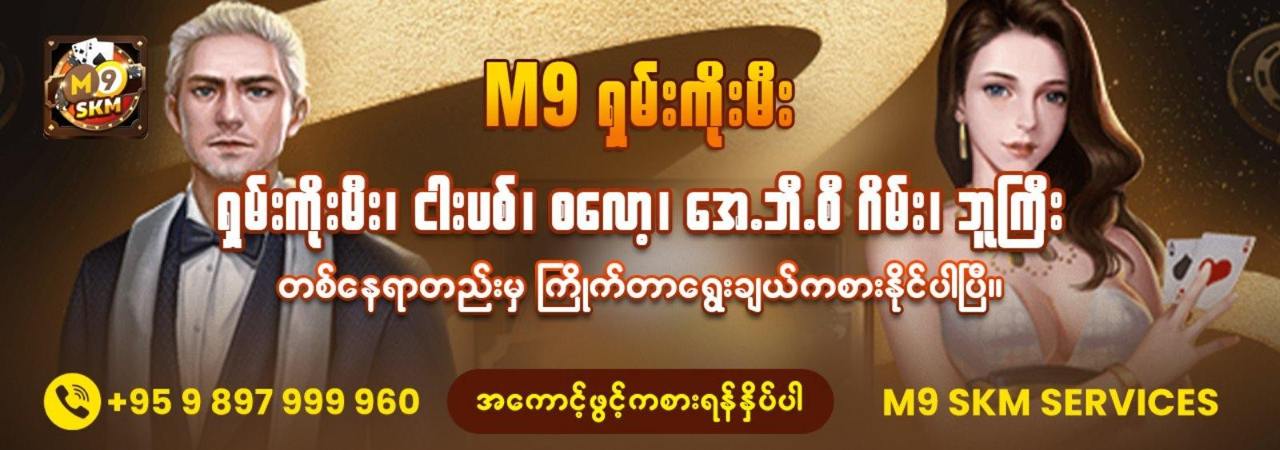 M9
SKM
M9 ရှမ်းကိုးမီး
ရှမ်းကိုးမီး၊ ငါးပစ်၊ စလော့၊ အေ.ဘီ.စီ ဂိမ်း၊ ဘူကြီး
တစ်နေရာတည်းမှ ကြိုက်တာရွေးချယ်ကစားနိုင်ပါပြီ။
+95 9 897 999 960
အကောင့်ဖွင့်ကစားရန်နှိပ်ပါ
M9 SKM SERVICES